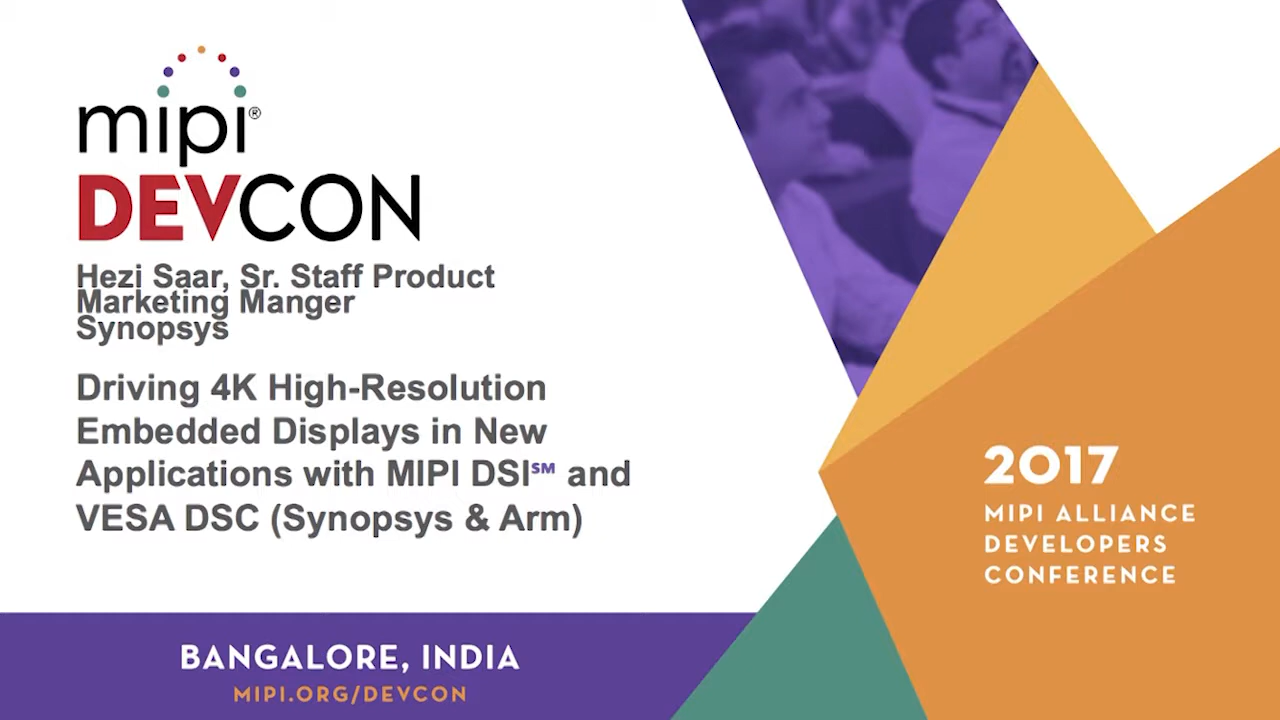 mipi®
DEVCON
Hezi Saar, Sr. Staff Product
Marketing Manger
Synopsys
Driving 4K High-Resolution
Embedded Displays in New
Applications with MIPI DSI℠ and
VESA DSC (Synopsys & Arm)
2017
MIPI ALLIANCE
DEVELOPERS
CONFERENCE
BANGALORE, INDIA
MIPI.ORG/DEVCON